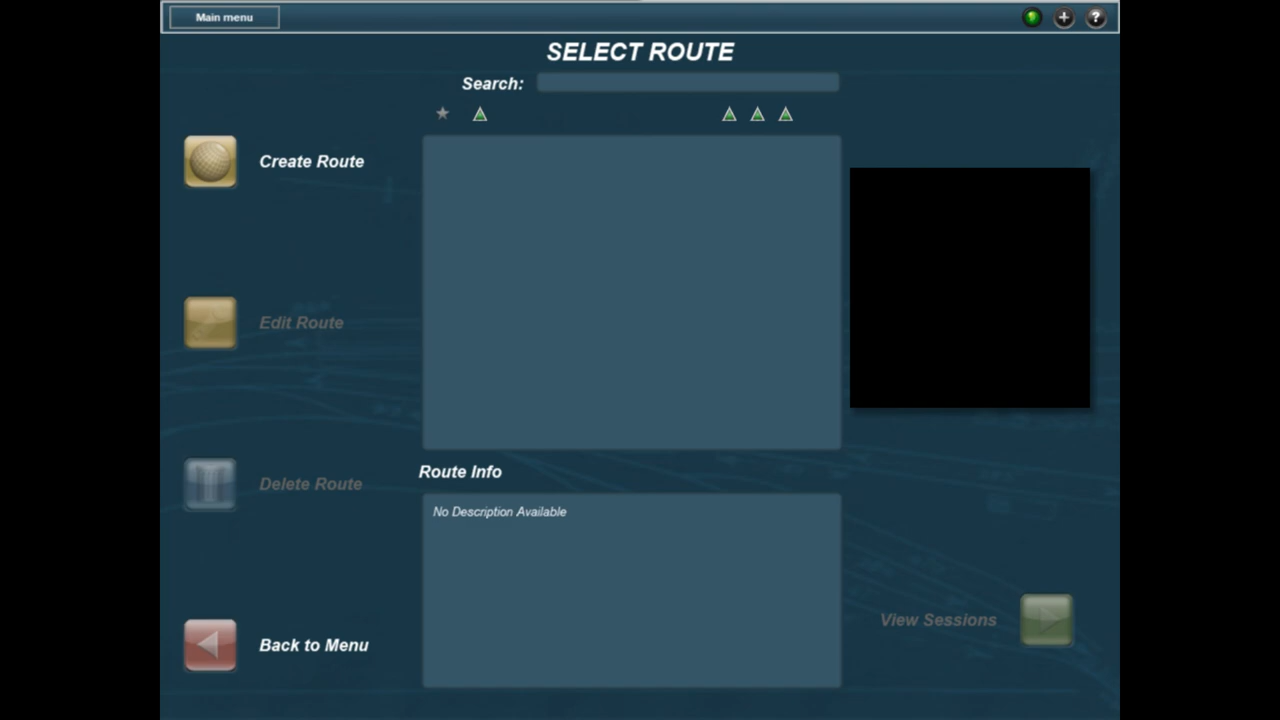 Main menu
?
SELECT ROUTE
Search:
Create Route
Edit Route
Delete Route
Route Info
No Description Available
View Sessions
Back to Menu